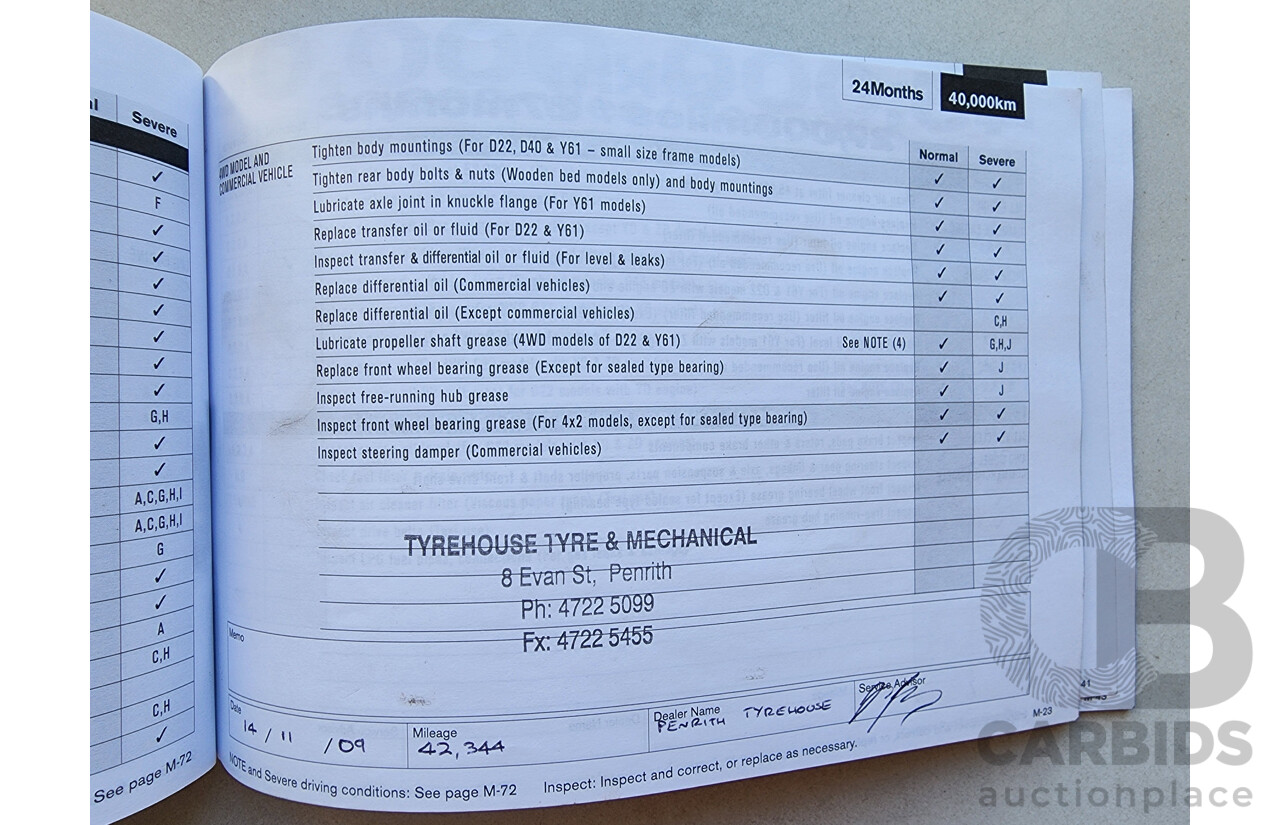 al Severe
✓
F
✓
✓
✓
✓
✓
✓
✓
G,H
✓
✓
A,C,G,H,I
A,C,G,H,I
G
✓
✓
A
C,H
C,H
✓
See page M-72
24Months 40,000km
Normal Severe
4WD MODEL AND
COMMERCIAL VEHICLE
Tighten body mountings (For D22, D40 & Y61 – small size frame models) ✓ ✓
Tighten rear body bolts & nuts (Wooden bed models only) and body mountings ✓ ✓
Lubricate axle joint in knuckle flange (For Y61 models) ✓ ✓
Replace transfer oil or fluid (For D22 & Y61) ✓ ✓
Inspect transfer & differential oil or fluid (For level & leaks) ✓ ✓
Replace differential oil (Commercial vehicles) ✓ ✓
Replace differential oil (Except commercial vehicles) C,H
Lubricate propeller shaft grease (4WD models of D22 & Y61) See NOTE (4) ✓ G,H,J
Replace front wheel bearing grease (Except for sealed type bearing) ✓ J
Inspect free-running hub grease ✓ J
Inspect front wheel bearing grease (For 4x2 models, except for sealed type bearing) ✓ ✓
Inspect steering damper (Commercial vehicles) ✓ ✓
TYREHOUSE TYRE & MECHANICAL
8 Evan St, Penrith
Ph: 4722 5099
Fx: 4722 5455
Memo
Date
14 / 11 / 09
Mileage
42,344
Dealer Name
PENRITH TYREHOUSE
Service Advisor
M-23
NOTE and Severe driving conditions: See page M-72 Inspect: Inspect and correct, or replace as necessary.
41
CARBIDS
auctionplace